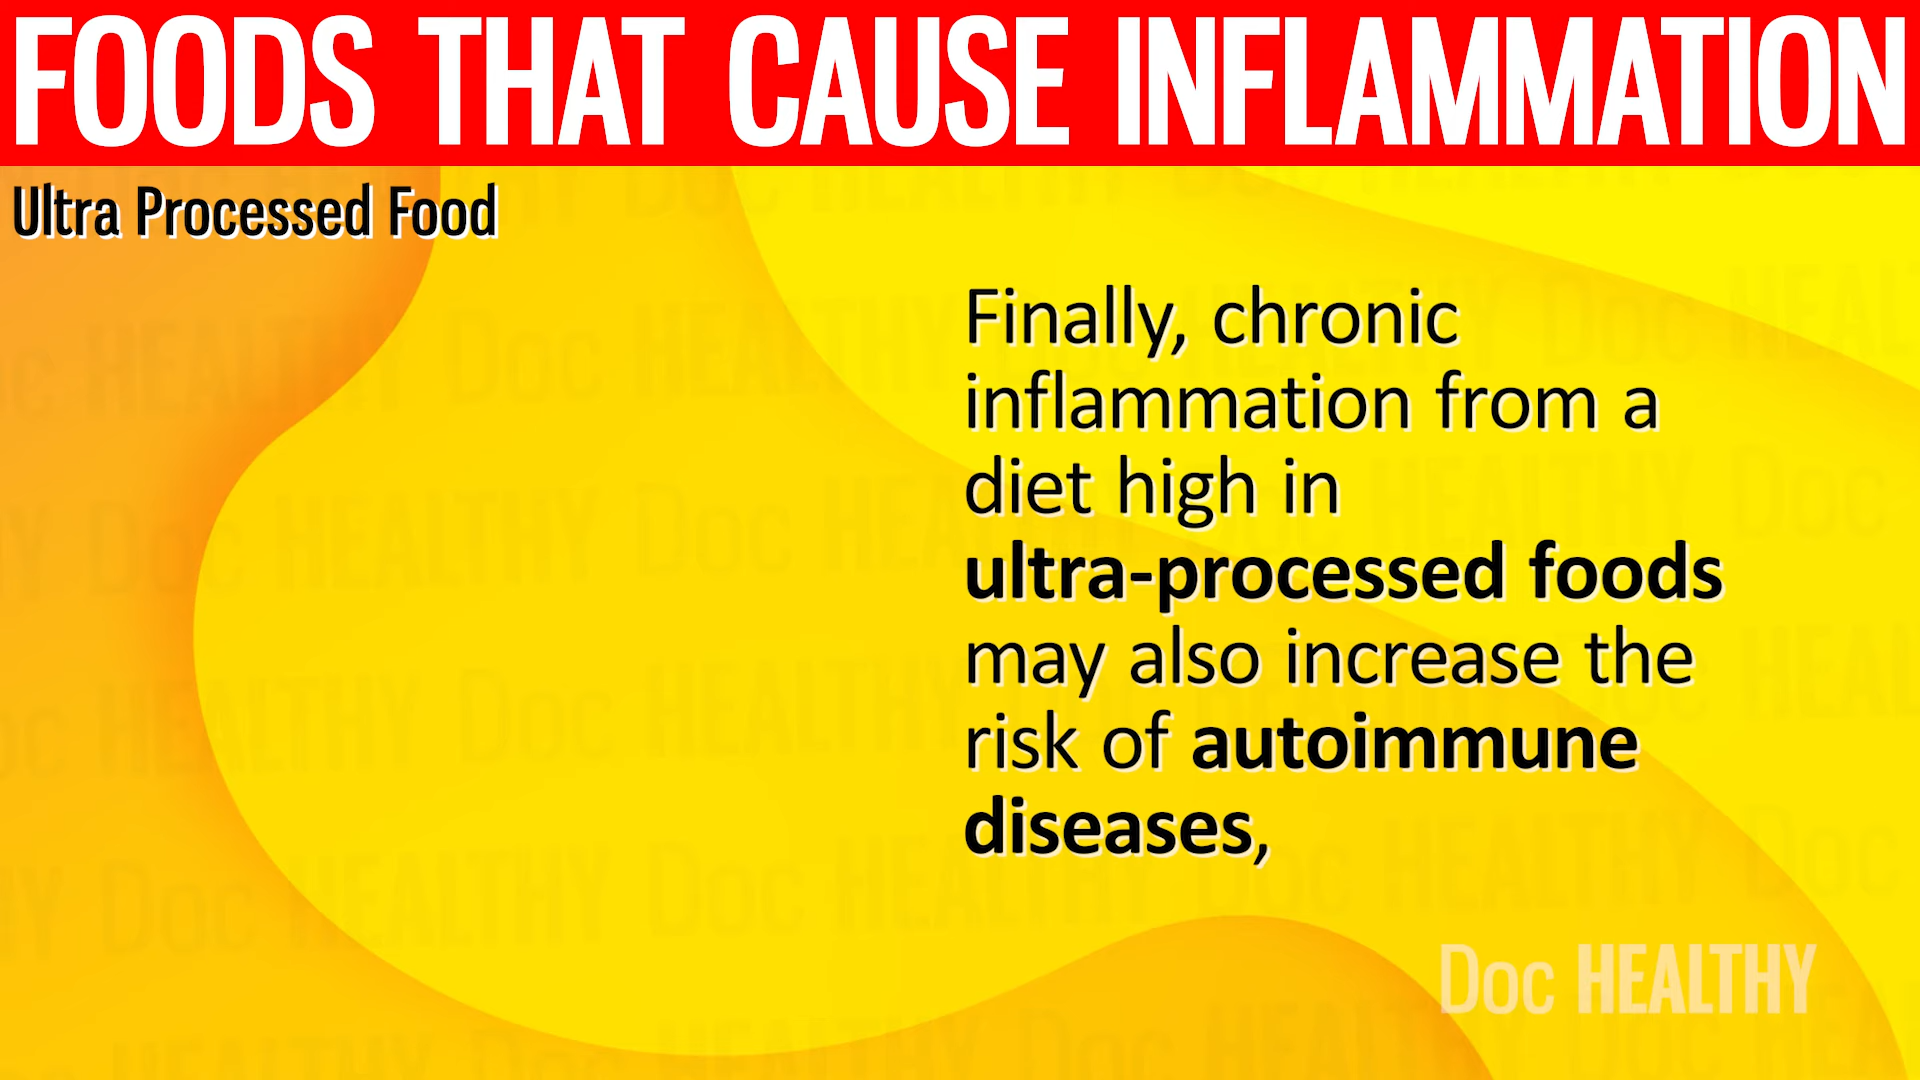 FOODS THAT CAUSE INFLAMMATION
Ultra Processed Food
Finally, chronic
inflammation from a
diet high in
ultra-processed foods
may also increase the
risk of autoimmune
diseases,
Doc HEALTHY